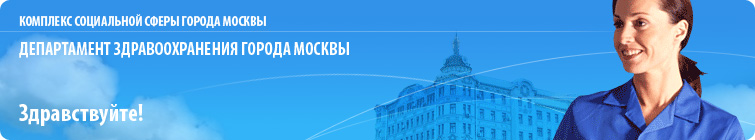 КОМПЛЕКС СОЦИАЛЬНОЙ СФЕРЫ ГОРОДА МОСКВЫ
ДЕПАРТАМЕНТ ЗДРАВООХРАНЕНИЯ ГОРОДА МОСКВЫ
Здравствуйте!